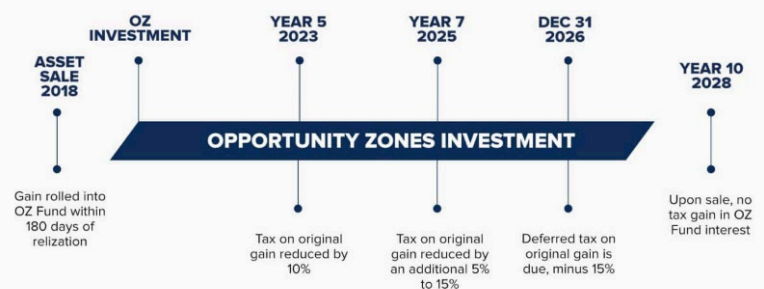 OZ
INVESTMENT
YEAR 5
2023
YEAR 7
2025
DEC 31
2026
ASSET
SALE
2018
YEAR 10
2028
OPPORTUNITY ZONES INVESTMENT
Gain rolled into
OZ Fund within
180 days of
relization
Tax on original
gain reduced by
10%
Tax on original
gain reduced by
an additional 5%
to 15%
Deferred tax on
original gain is
due, minus 15%
Upon sale, no
tax gain in OZ
Fund interest